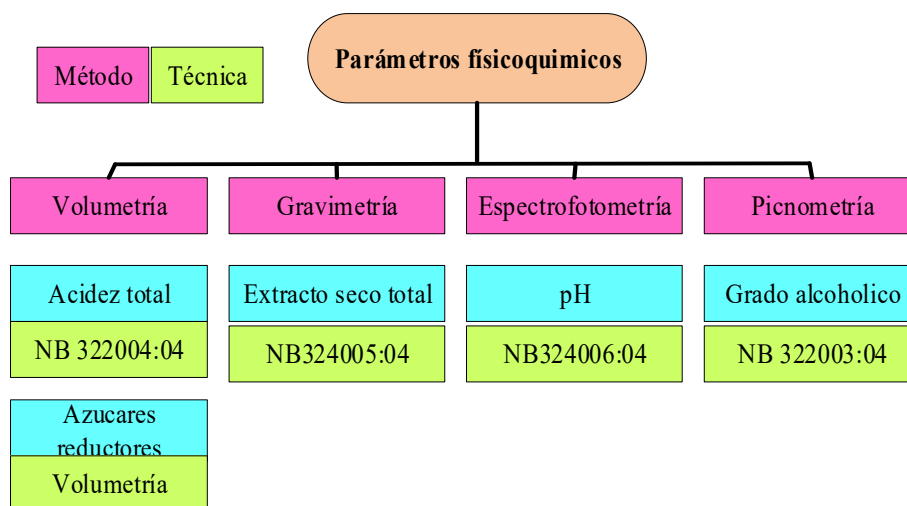 Parámetros físicoquimicos
Método
Técnica
Volumetría
Gravimetría
Espectrofotometría
Picnometría
Acidez total
Extracto seco total
pH
Grado alcoholico
NB 322004:04
NB324005:04
NB324006:04
NB 322003:04
Azucares
reductores
Volumetría